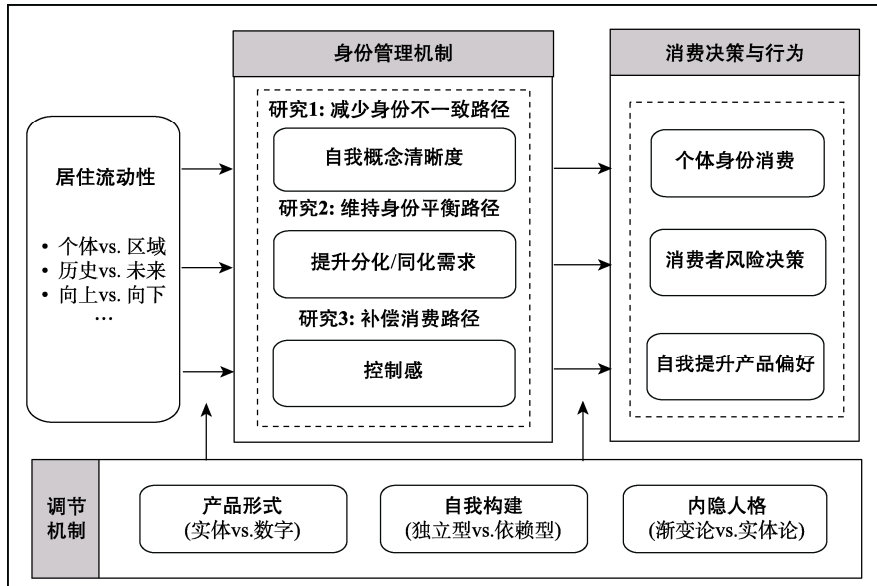 身份管理机制
消费决策与行为
居住流动性
• 个体vs. 区域
• 历史vs. 未来
• 向上vs. 向下
…
研究1: 减少身份不一致路径
自我概念清晰度
研究2: 维持身份平衡路径
提升分化/同化需求
研究3: 补偿消费路径
控制感
个体身份消费
消费者风险决策
自我提升产品偏好
调节
机制
产品形式
(实体vs.数字)
自我构建
(独立型vs.依赖型)
内隐人格
(渐变论vs.实体论)